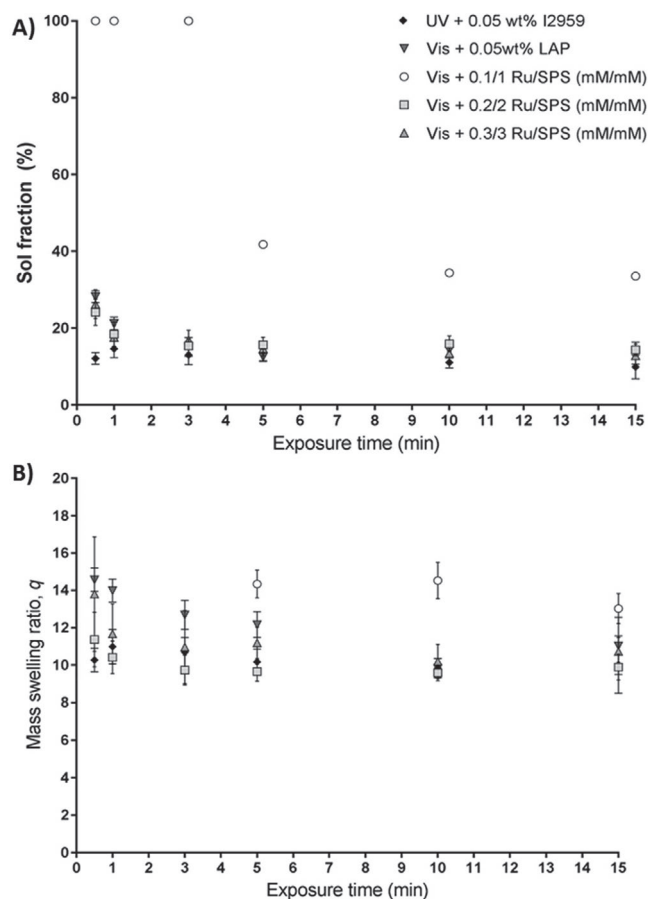 A)
100
80
60
40
20
0
Sol fraction (%)
UV + 0.05 wt% I2959
Vis + 0.05wt% LAP
Vis + 0.1/1 Ru/SPS (mM/mM)
Vis + 0.2/2 Ru/SPS (mM/mM)
Vis + 0.3/3 Ru/SPS (mM/mM)
0 1 2 3 4 5 6 7 8 9 10 11 12 13 14 15
Exposure time (min)
B)
20
18
16
14
12
10
8
6
4
2
0
Mass swelling ratio, q
0 1 2 3 4 5 6 7 8 9 10 11 12 13 14 15
Exposure time (min)